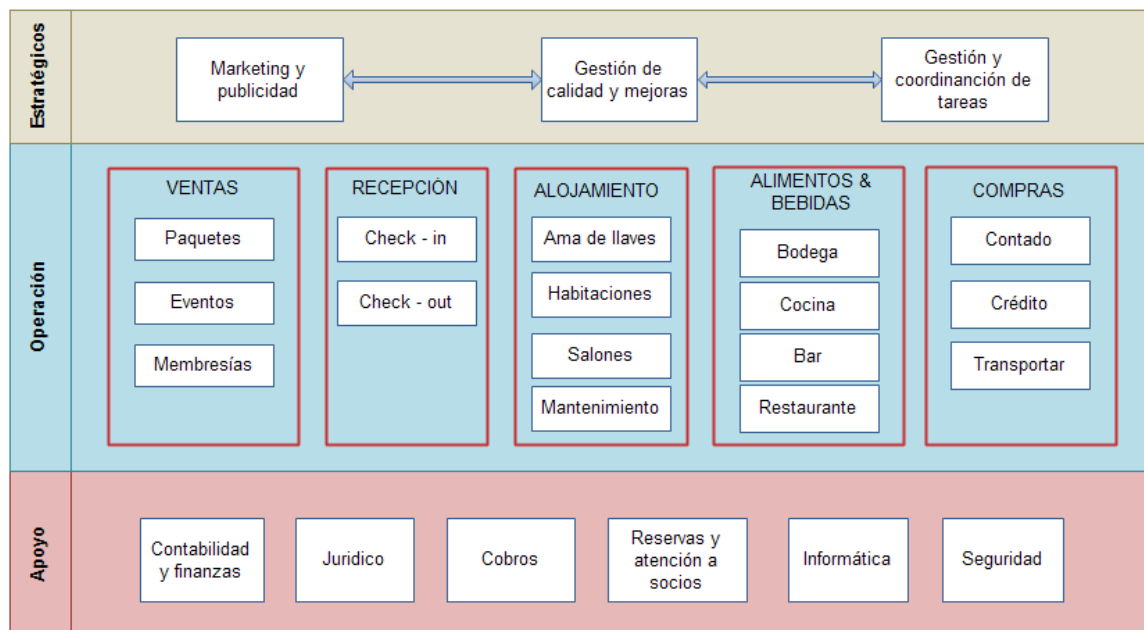 Estratégicos
Marketing y
publicidad
Gestión de
calidad y mejoras
Gestión y
coordinanción de
tareas
Operación
VENTAS
Paquetes
Eventos
Membresías
RECEPCIÓN
Check - in
Check - out
ALOJAMIENTO
Ama de llaves
Habitaciones
Salones
Mantenimiento
ALIMENTOS &
BEBIDAS
Bodega
Cocina
Bar
Restaurante
COMPRAS
Contado
Crédito
Transportar
Apoyo
Contabilidad
y finanzas
Juridico
Cobros
Reservas y
atención a
socios
Informática
Seguridad